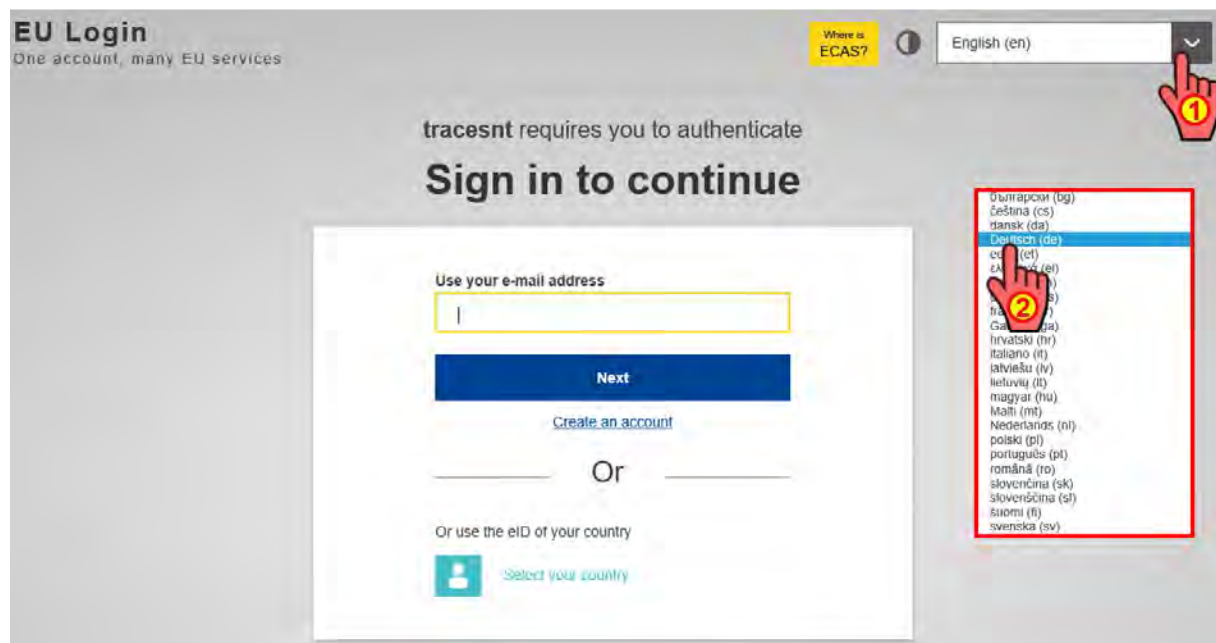 EU Login
One account, many EU services
Where is
ECAS?
English (en)
1
tracesnt requires you to authenticate
Sign in to continue
Use your e-mail address
Next
Create an account
Or
Or use the eID of your country
Select your country
български (bg)
čeština (cs)
dansk (da)
Deutsch (de)
(et)
(el)
2
hrvatski (hr)
italiano (it)
latviešu (lv)
lietuvių (lt)
magyar (hu)
Malti (mt)
Nederlands (nl)
polski (pl)
português (pt)
română (ro)
slovenčina (sk)
slovenščina (sl)
suomi (fi)
svenska (sv)